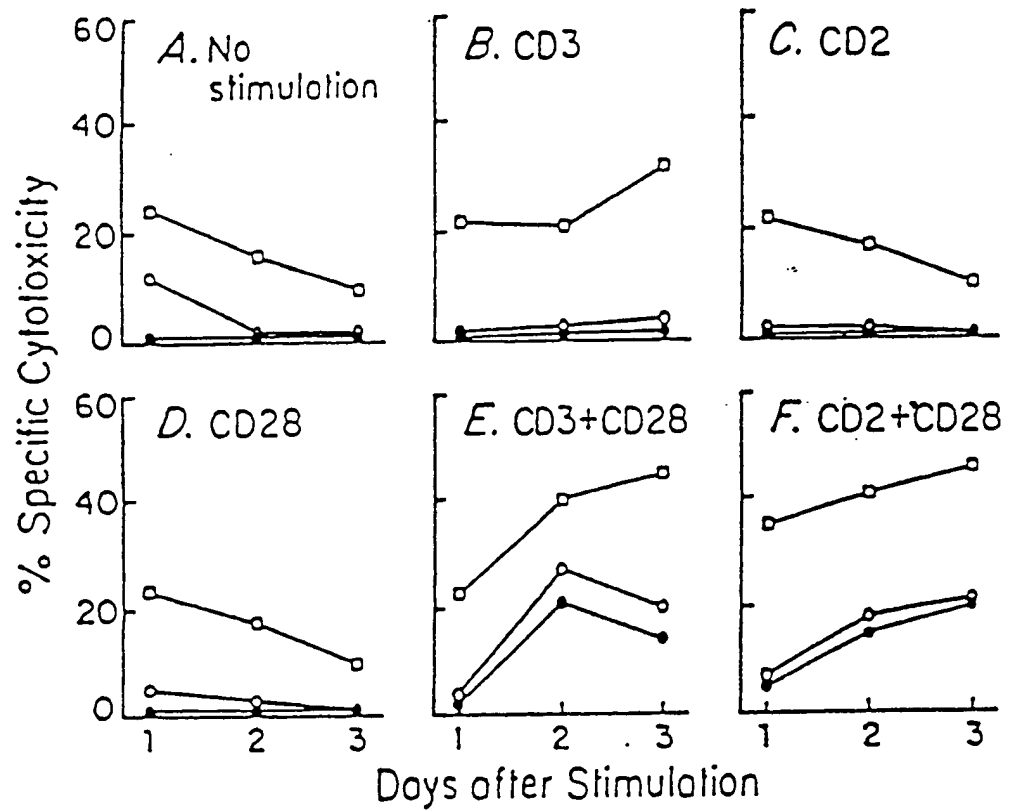 60
40
20
0
A. No
stimulation
B. CD3
C. CD2
% Specific Cytotoxicity
60
40
20
0
D. CD28
E. CD3+CD28
F. CD2+CD28
1 2 3
1 2 3
1 2 3
Days after Stimulation